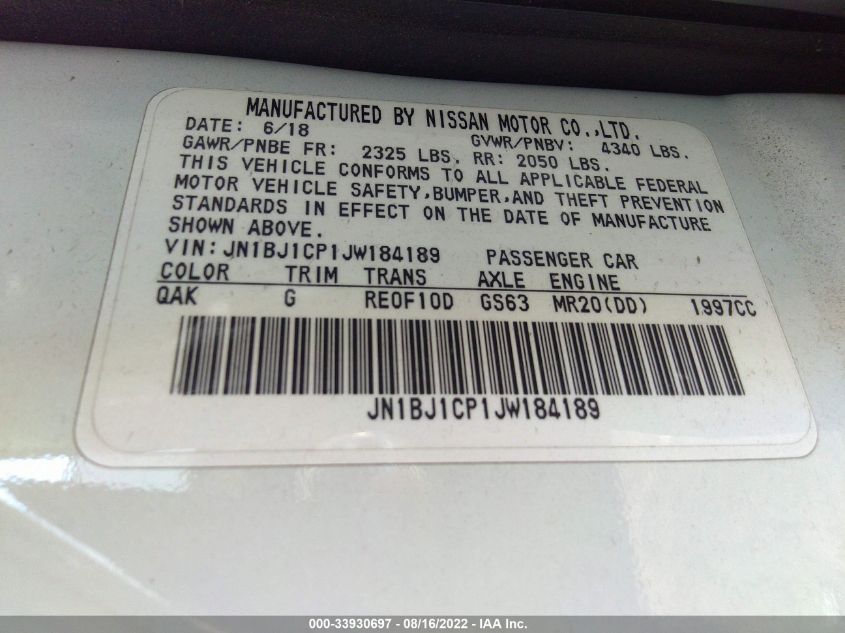 MANUFACTURED BY NISSAN MOTOR CO.,LTD.
DATE: 6/18 GVWR/PNBV: 4340 LBS.
GAWR/PNBE FR: 2325 LBS. RR: 2050 LBS.
THIS VEHICLE CONFORMS TO ALL APPLICABLE FEDERAL
MOTOR VEHICLE SAFETY,BUMPER,AND THEFT PREVENTION
STANDARDS IN EFFECT ON THE DATE OF MANUFACTURE
SHOWN ABOVE.
VIN:JN1BJ1CP1JW184189 PASSENGER CAR
COLOR TRIM TRANS AXLE ENGINE
QAK G RE0F10D GS63 MR20(DD) 1997CC
JN1BJ1CP1JW184189
000-33930697 - 08/16/2022 - IAA Inc.